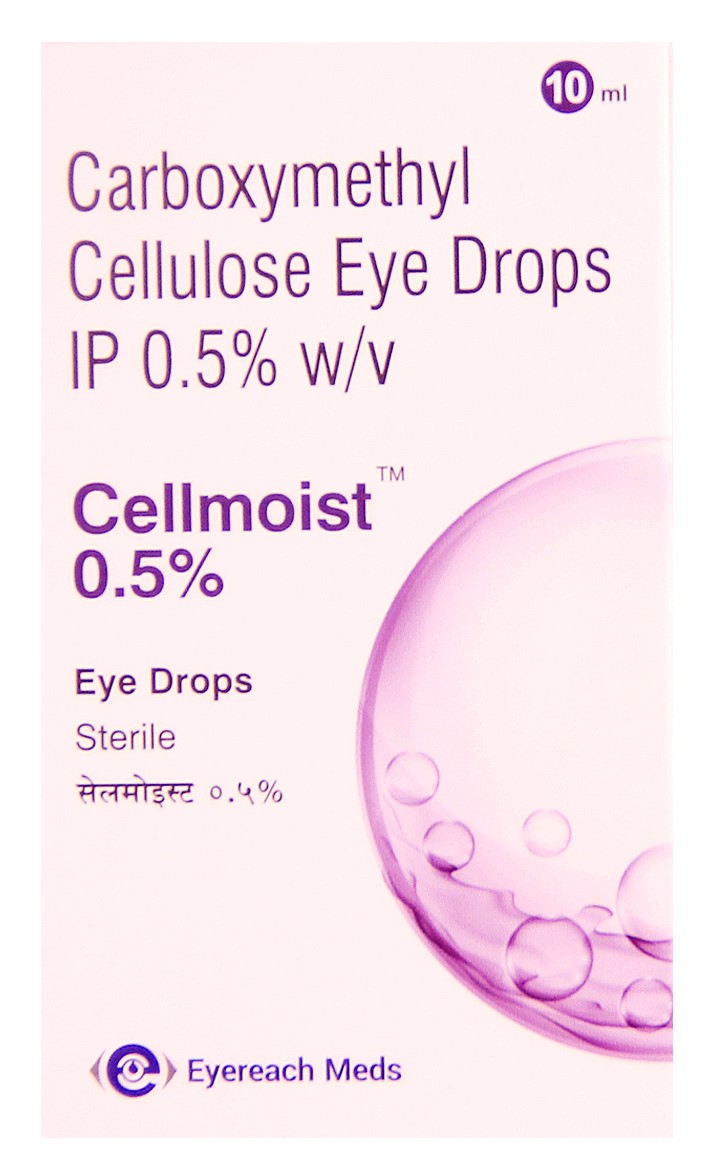 10 ml
Carboxymethyl
Cellulose Eye Drops
IP 0.5% w/v
Cellmoist™
0.5%
Eye Drops
Sterile
सेलमोइस्ट ०.५%
Eyereach Meds